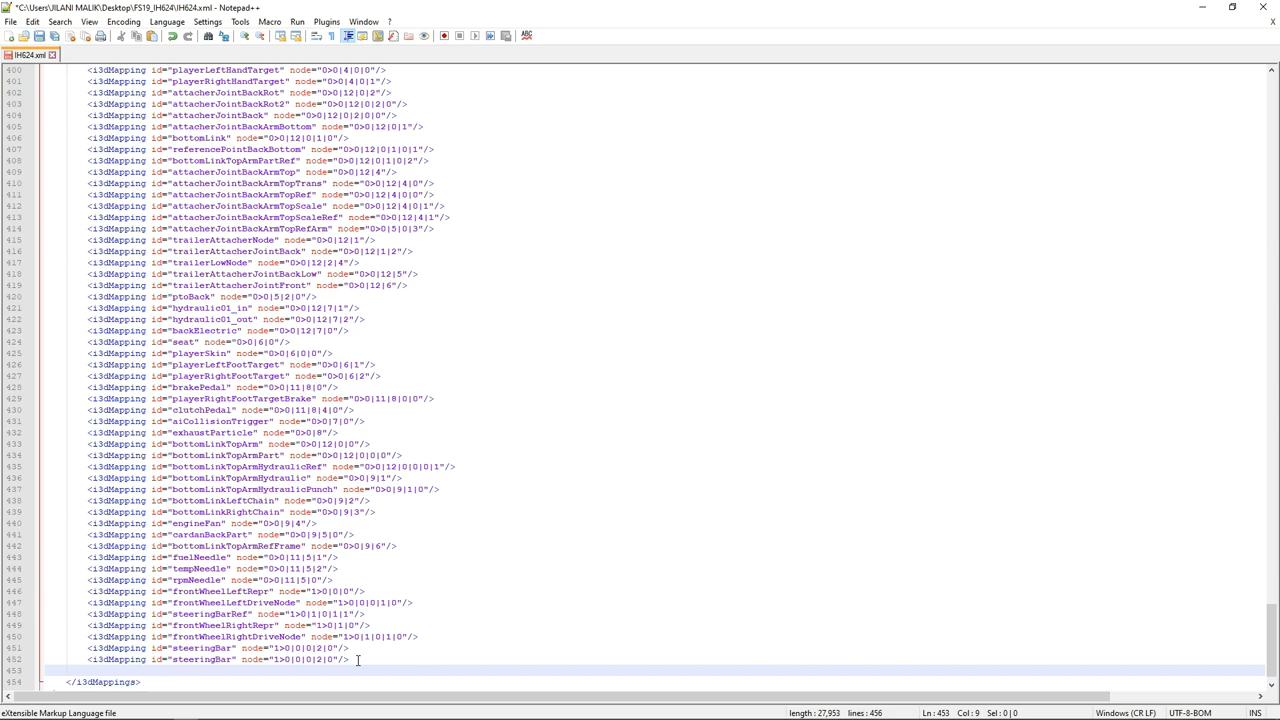 *C:\Users\JILANI MALIK\Desktop\FS19_IH624\IH624.xml - Notepad++
File Edit Search View Encoding Language Settings Tools Macro Run Plugins Window ?
X
IH624.xml
400 <i3dMapping id="playerLeftHandTarget" node="0>0|4|0|0"/>
401 <i3dMapping id="playerRightHandTarget" node="0>0|4|0|1"/>
402 <i3dMapping id="attacherJointBackRot" node="0>0|12|0|2"/>
403 <i3dMapping id="attacherJointBackRot2" node="0>0|12|0|2|0"/>
404 <i3dMapping id="attacherJointBack" node="0>0|12|0|2|0|0"/>
405 <i3dMapping id="attacherJointBackArmBottom" node="0>0|12|0|1"/>
406 <i3dMapping id="bottomLink" node="0>0|12|0|1|0"/>
407 <i3dMapping id="referencePointBackBottom" node="0>0|12|0|1|0|1"/>
408 <i3dMapping id="bottomLinkTopArmPartRef" node="0>0|12|0|1|0|2"/>
409 <i3dMapping id="attacherJointBackArmTop" node="0>0|12|4"/>
410 <i3dMapping id="attacherJointBackArmTopTrans" node="0>0|12|4|0"/>
411 <i3dMapping id="attacherJointBackArmTopRef" node="0>0|12|4|0|0"/>
412 <i3dMapping id="attacherJointBackArmTopScale" node="0>0|12|4|0|1"/>
413 <i3dMapping id="attacherJointBackArmTopScaleRef" node="0>0|12|4|1"/>
414 <i3dMapping id="attacherJointBackArmTopRefArm" node="0>0|5|0|3"/>
415 <i3dMapping id="trailerAttacherNode" node="0>0|12|1"/>
416 <i3dMapping id="trailerAttacherJointBack" node="0>0|12|1|2"/>
417 <i3dMapping id="trailerLowNode" node="0>0|12|2|4"/>
418 <i3dMapping id="trailerAttacherJointBackLow" node="0>0|12|5"/>
419 <i3dMapping id="trailerAttacherJointFront" node="0>0|12|6"/>
420 <i3dMapping id="ptoBack" node="0>0|5|2|0"/>
421 <i3dMapping id="hydraulic01_in" node="0>0|12|7|1"/>
422 <i3dMapping id="hydraulic01_out" node="0>0|12|7|2"/>
423 <i3dMapping id="backElectric" node="0>0|12|7|0"/>
424 <i3dMapping id="seat" node="0>0|6|0"/>
425 <i3dMapping id="playerSkin" node="0>0|6|0|0"/>
426 <i3dMapping id="playerLeftFootTarget" node="0>0|6|1"/>
427 <i3dMapping id="playerRightFootTarget" node="0>0|6|2"/>
428 <i3dMapping id="brakePedal" node="0>0|11|8|0"/>
429 <i3dMapping id="playerRightFootTargetBrake" node="0>0|11|8|0|0"/>
430 <i3dMapping id="clutchPedal" node="0>0|11|8|4|0"/>
431 <i3dMapping id="aiCollisionTrigger" node="0>0|7|0"/>
432 <i3dMapping id="exhaustParticle" node="0>0|8"/>
433 <i3dMapping id="bottomLinkTopArm" node="0>0|12|0|0"/>
434 <i3dMapping id="bottomLinkTopArmPart" node="0>0|12|0|0|0"/>
435 <i3dMapping id="bottomLinkTopArmHydraulicRef" node="0>0|12|0|0|0|1"/>
436 <i3dMapping id="bottomLinkTopArmHydraulic" node="0>0|9|1"/>
437 <i3dMapping id="bottomLinkTopArmHydraulicPunch" node="0>0|9|1|0"/>
438 <i3dMapping id="bottomLinkLeftChain" node="0>0|9|2"/>
439 <i3dMapping id="bottomLinkRightChain" node="0>0|9|3"/>
440 <i3dMapping id="engineFan" node="0>0|9|4"/>
441 <i3dMapping id="cardanBackPart" node="0>0|9|5|0"/>
442 <i3dMapping id="bottomLinkTopArmRefFrame" node="0>0|9|6"/>
443 <i3dMapping id="fuelNeedle" node="0>0|11|5|1"/>
444 <i3dMapping id="tempNeedle" node="0>0|11|5|2"/>
445 <i3dMapping id="rpmNeedle" node="0>0|11|5|0"/>
446 <i3dMapping id="frontWheelLeftRepr" node="1>0|0|0"/>
447 <i3dMapping id="frontWheelLeftDriveNode" node="1>0|0|0|1|0"/>
448 <i3dMapping id="steeringBarRef" node="1>0|1|0|1|1"/>
449 <i3dMapping id="frontWheelRightRepr" node="1>0|1|0"/>
450 <i3dMapping id="frontWheelRightDriveNode" node="1>0|1|0|1|0"/>
451 <i3dMapping id="steeringBar" node="1>0|0|0|2|0"/>
452 <i3dMapping id="steeringBar" node="1>0|0|0|2|0"/>
453
454 </i3dMappings>
eXtensible Markup Language file length : 27,953 lines : 456 Ln : 453 Col : 9 Sel : 0 | 0 Windows (CR LF) UTF-8-BOM INS